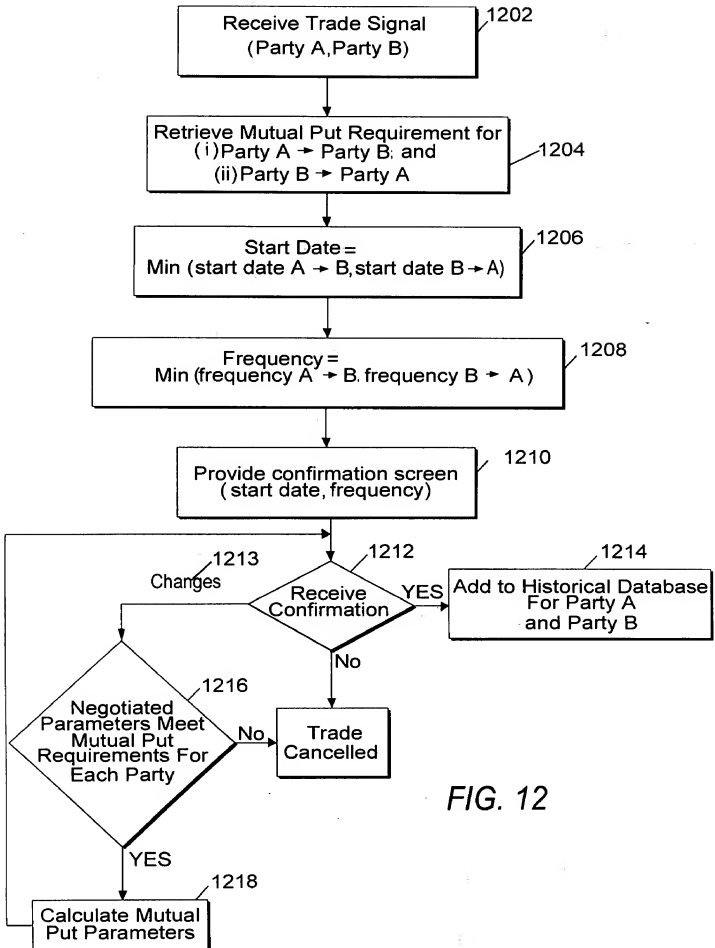 Receive Trade Signal
(Party A,Party B)
1202
Retrieve Mutual Put Requirement for
(i)Party A → Party B; and
(ii)Party B → Party A
1204
Start Date=
Min (start date A → B,start date B→A)
1206
Frequency=
Min (frequency A → B. frequency B → A)
1208
Provide confirmation screen
(start date,frequency)
1210
1213
Changes
1212
Receive
Confirmation
YES
1214
Add to Historical Database
For Party A
and Party B
No
1216
Negotiated
Parameters Meet
Mutual Put
Requirements For
Each Party
No
Trade
Cancelled
FIG. 12
YES
1218
Calculate Mutual
Put Parameters